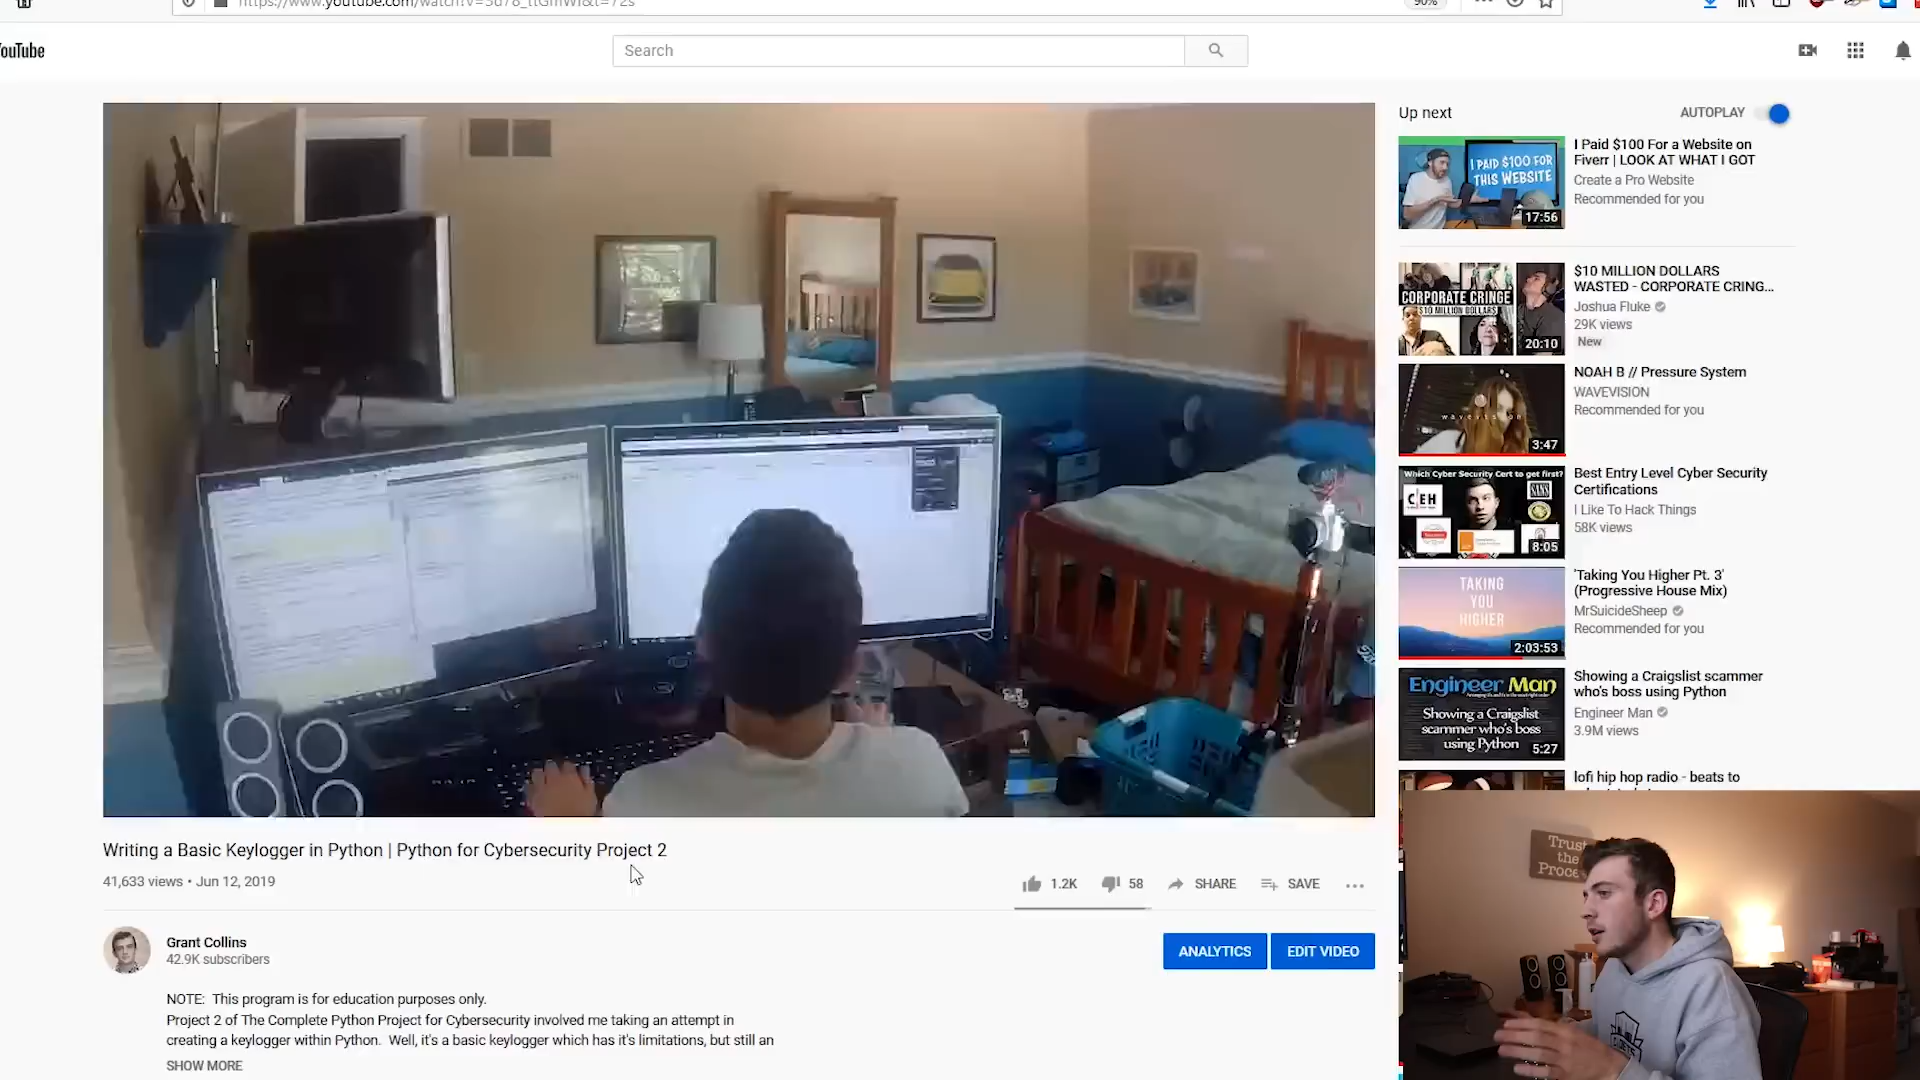 90%
YouTube
Search
Up next
AUTOPLAY
I PAID $100 FOR
THIS WEBSITE
17:56
I Paid $100 For a Website on
Fiverr | LOOK AT WHAT I GOT
Create a Pro Website
Recommended for you
CORPORATE CRINGE
$10 MILLION DOLLARS
20:10
$10 MILLION DOLLARS
WASTED - CORPORATE CRING...
Joshua Fluke
29K views
New
3:47
NOAH B // Pressure System
WAVEVISION
Recommended for you
Which Cyber Security Cert to get first?
C|EH
SANS
8:05
Best Entry Level Cyber Security
Certifications
I Like To Hack Things
58K views
TAKING
YOU
HIGHER
2:03:53
'Taking You Higher Pt. 3'
(Progressive House Mix)
MrSuicideSheep
Recommended for you
Engineer Man
Showing a Craigslist
scammer who's boss
using Python
5:27
Showing a Craigslist scammer
who's boss using Python
Engineer Man
3.9M views
lofi hip hop radio - beats to
Writing a Basic Keylogger in Python | Python for Cybersecurity Project 2
41,633 views • Jun 12, 2019
1.2K
58
SHARE
SAVE
Grant Collins
42.9K subscribers
ANALYTICS
EDIT VIDEO
NOTE: This program is for education purposes only.
Project 2 of The Complete Python Project for Cybersecurity involved me taking an attempt in
creating a keylogger within Python. Well, it's a basic keylogger which has it's limitations, but still an
SHOW MORE
Trust
the
Process